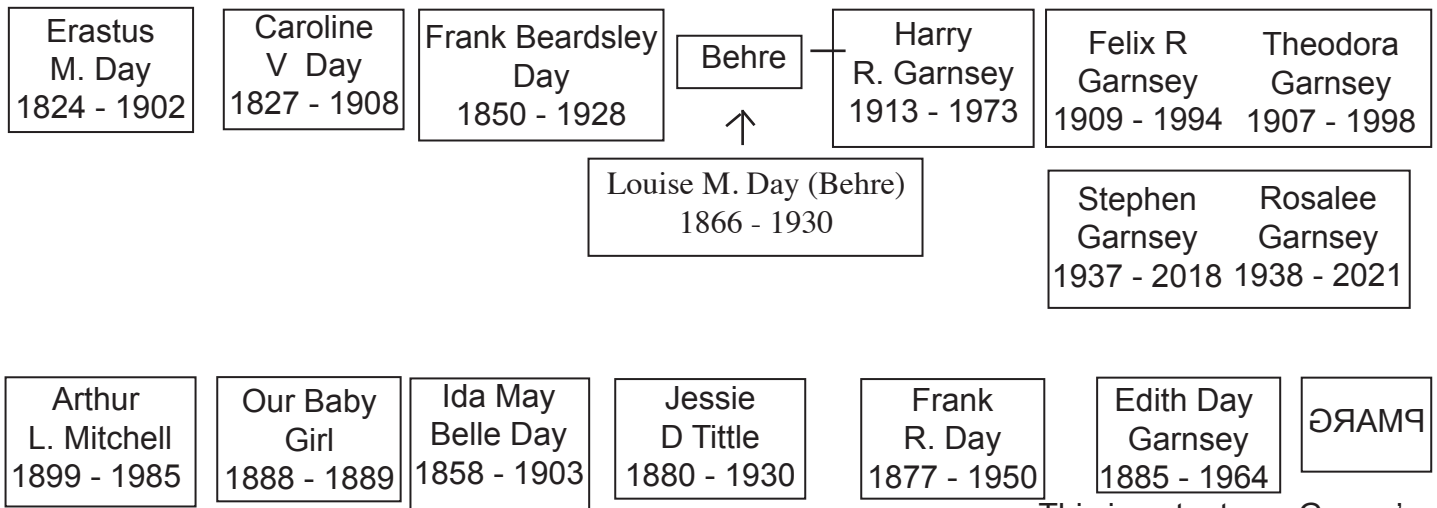 Erastus
M. Day
1824 - 1902
Caroline
V Day
1827 - 1908
Frank Beardsley
Day
1850 - 1928
Behre
Harry
R. Garnsey
1913 - 1973
Felix R
Garnsey
1909 - 1994
Theodora
Garnsey
1907 - 1998
Louise M. Day (Behre)
1866 - 1930
Stephen
Garnsey
1937 - 2018
Rosalee
Garnsey
1938 - 2021
Arthur
L. Mitchell
1899 - 1985
Our Baby
Girl
1888 - 1889
Ida May
Belle Day
1858 - 1903
Jessie
D Tittle
1880 - 1930
Frank
R. Day
1877 - 1950
Edith Day
Garnsey
1885 - 1964
PMARG
This is